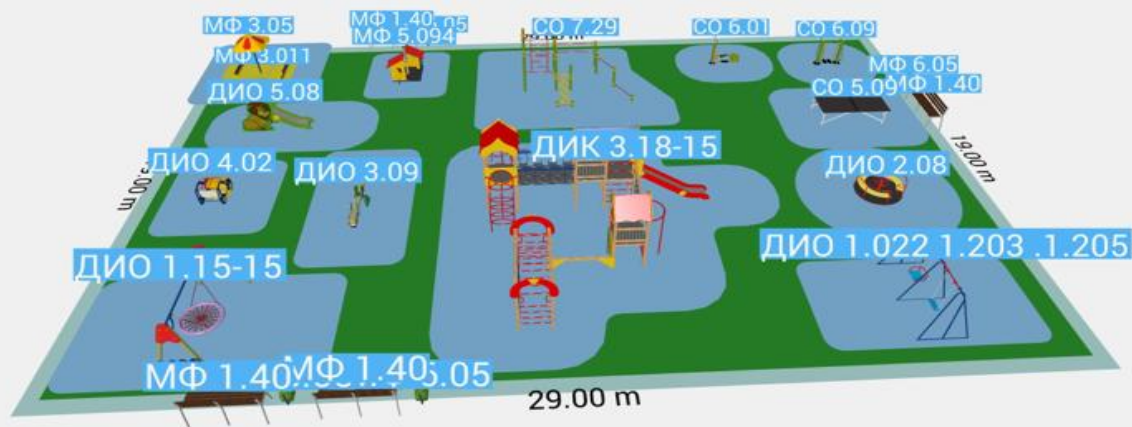 МФ 3.05
МФ 1.40
МФ 5.094
СО 7.29
СО 6.01
СО 6.09
МФ 3.011
МФ 6.05
МФ 1.40
ДИО 5.08
СО 5.09
ДИК 3.18-15
19.00 m
ДИО 4.02
ДИО 3.09
ДИО 2.08
ДИО 1.15-15
ДИО 1.022 1.203 .1.205
МФ 1.40
МФ 1.40
29.00 m